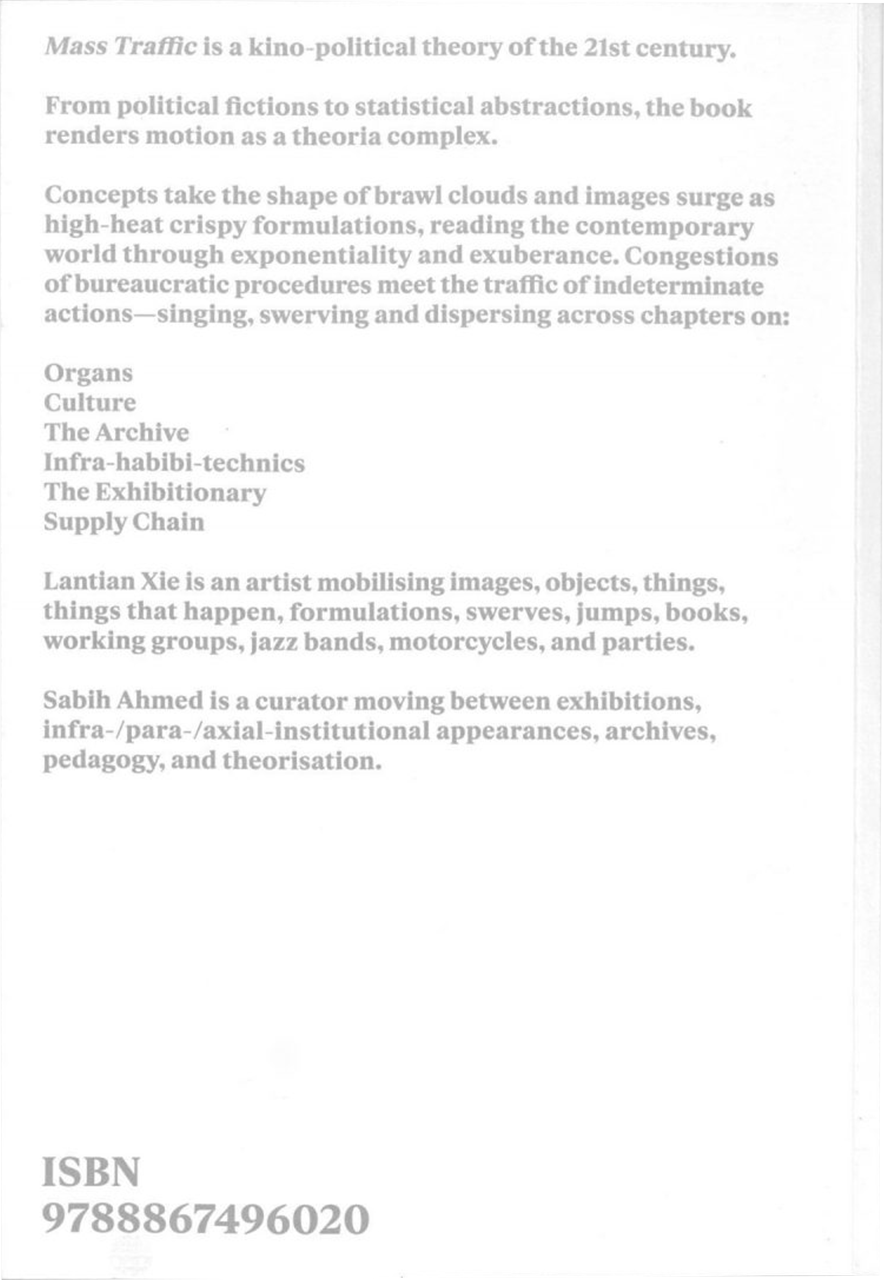 Mass Traffic is a kino-political theory of the 21st century.
From political fictions to statistical abstractions, the book
renders motion as a theoria complex.
Concepts take the shape of brawl clouds and images surge as
high-heat crispy formulations, reading the contemporary
world through exponentiality and exuberance. Congestions
of bureaucratic procedures meet the traffic of indeterminate
actions—singing, swerving and dispersing across chapters on:
Organs
Culture
The Archive
Infra-habibi-technics
The Exhibitionary
Supply Chain
Lantian Xie is an artist mobilising images, objects, things,
things that happen, formulations, swerves, jumps, books,
working groups, jazz bands, motorcycles, and parties.
Sabih Ahmed is a curator moving between exhibitions,
infra-/para-/axial-institutional appearances, archives,
pedagogy, and theorisation.
ISBN
9788867496020